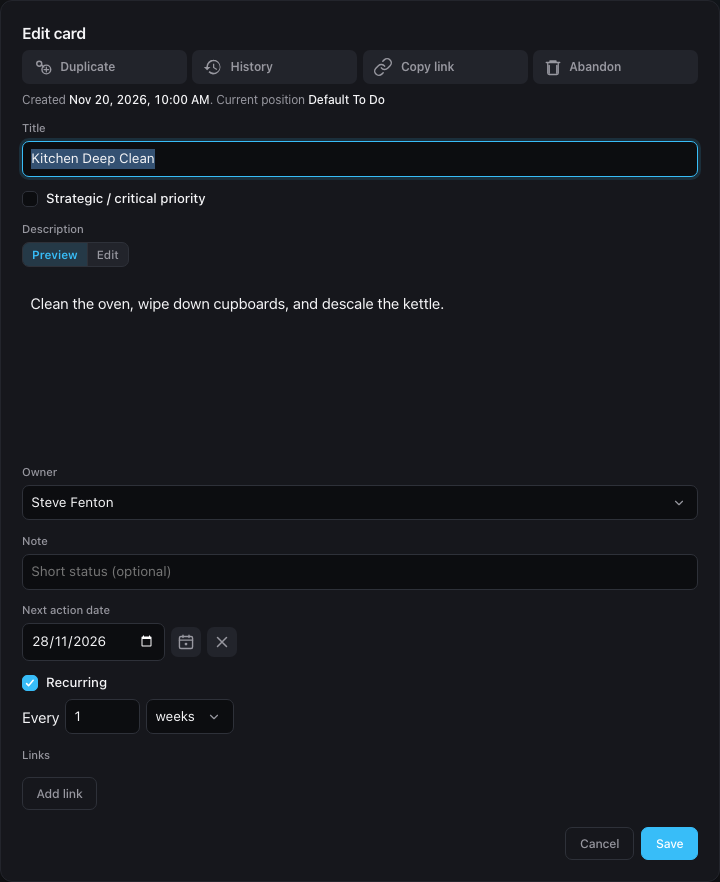 Edit card
Duplicate History Copy link Abandon
Created Nov 20, 2026, 10:00 AM. Current position Default To Do
Title
Kitchen Deep Clean
Strategic / critical priority
Description
Preview Edit
Clean the oven, wipe down cupboards, and descale the kettle.
Owner
Steve Fenton
Note
Short status (optional)
Next action date
28/11/2026
Recurring
Every 1 weeks
Links
Add link
Cancel Save